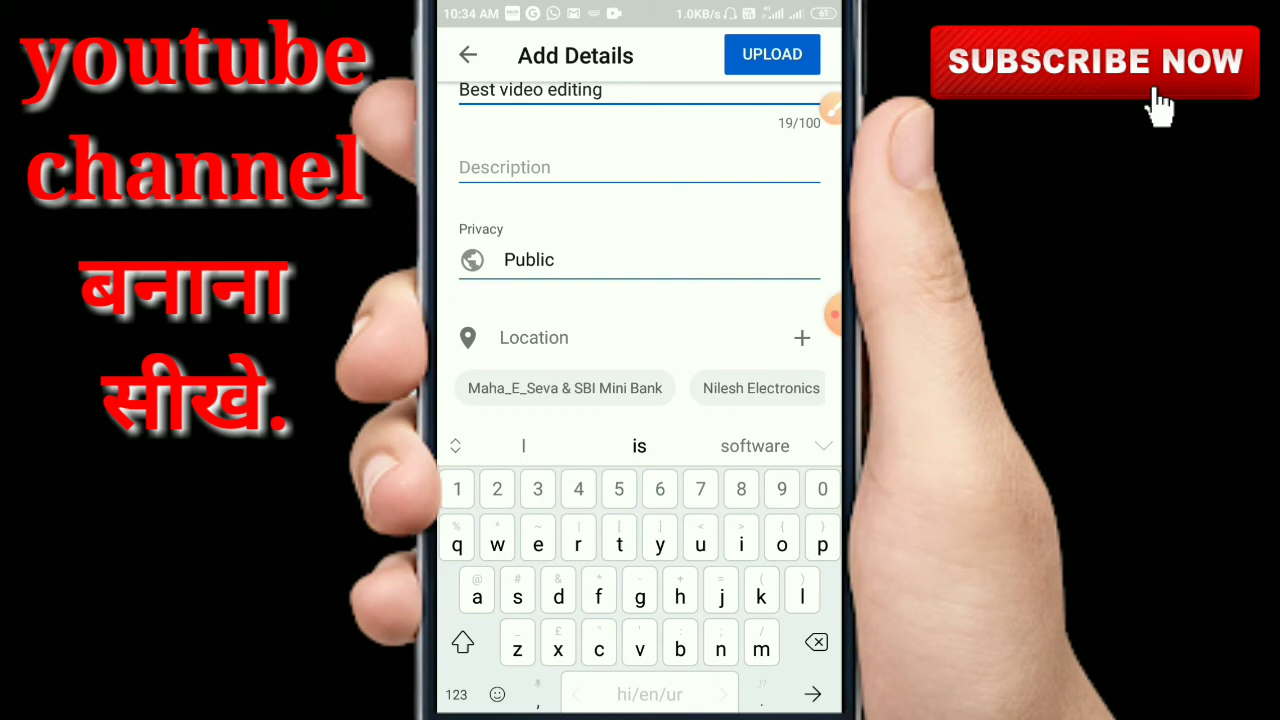 youtube
channel
बनाना
सीखे.
SUBSCRIBE NOW
10:34 AM
1.0KB/s
61
Add Details
UPLOAD
Best video editing
19/100
Description
Privacy
Public
Location
Maha_E_Seva & SBI Mini Bank
Nilesh Electronics
I is software
1 2 3 4 5 6 7 8 9 0
% ^ ~ | [ ] < > { }
q w e r t y u i o p
@ # & * - + = ( )
a s d f g h j k l
_ £ " ' : ; /
z x c v b n m
123 , hi/en/ur .